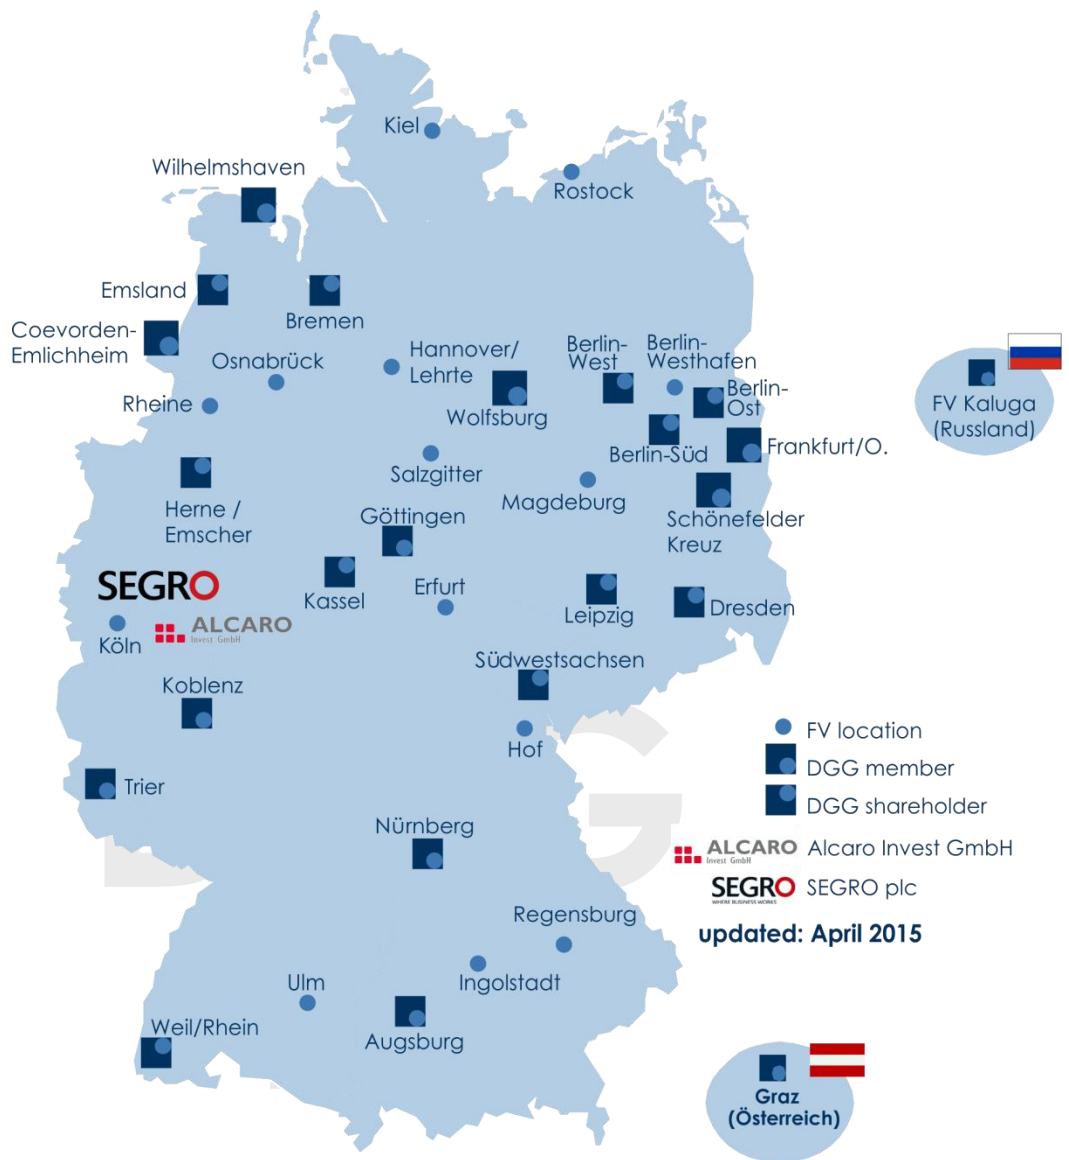 Kiel
Wilhelmshaven
Rostock
Emsland
Bremen
Coevorden-
Emlichheim
Osnabrück
Hannover/
Lehrte
Berlin-
West
Berlin-
Westhafen
Berlin-
Ost
Rheine
Wolfsburg
Berlin-Süd
Frankfurt/O.
FV Kaluga
(Russland)
Salzgitter
Magdeburg
Herne /
Emscher
Göttingen
Schönefelder
Kreuz
SEGRO
Kassel
Erfurt
Leipzig
Dresden
Köln
ALCARO
Invest GmbH
Südwestsachsen
Koblenz
Hof
Trier
Nürnberg
FV location
DGG member
DGG shareholder
ALCARO
Invest GmbH
Alcaro Invest GmbH
SEGRO
WHERE BUSINESS WORKS
SEGRO plc
updated: April 2015
Regensburg
Ingolstadt
Ulm
Augsburg
Weil/Rhein
Graz
(Österreich)